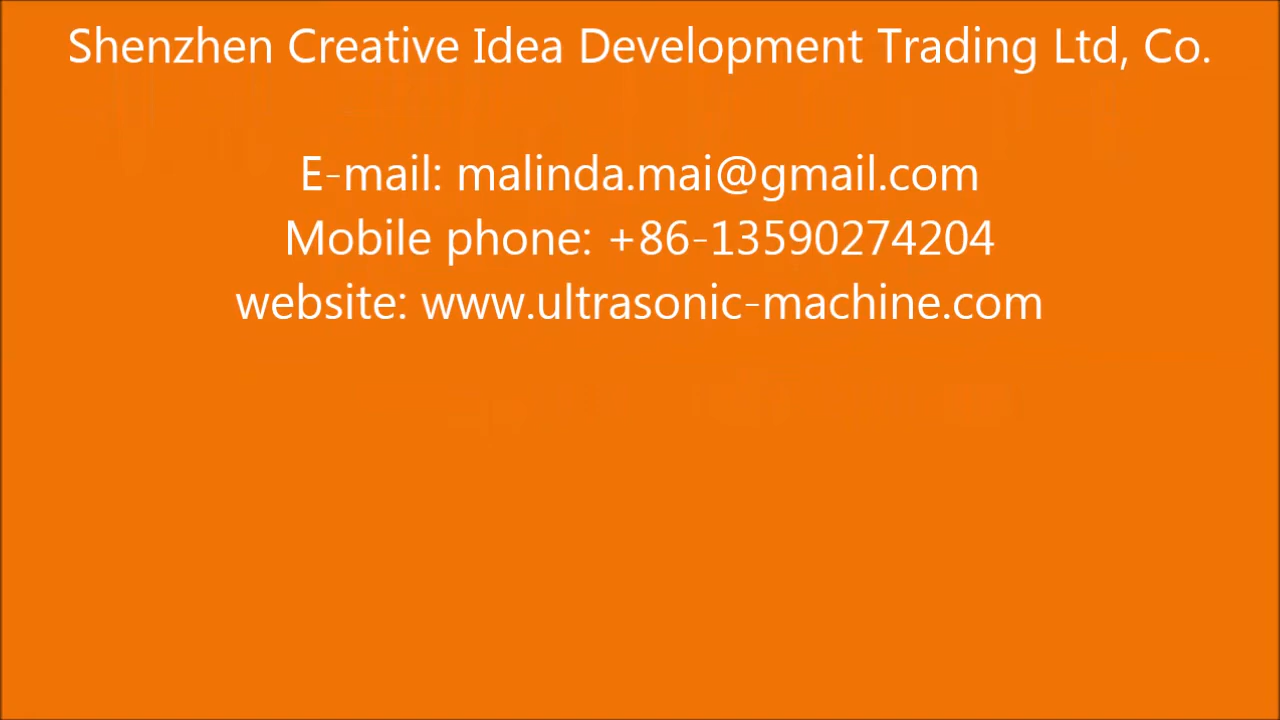 Shenzhen Creative Idea Development Trading Ltd, Co.
E-mail: malinda.mai@gmail.com
Mobile phone: +86-13590274204
website: www.ultrasonic-machine.com